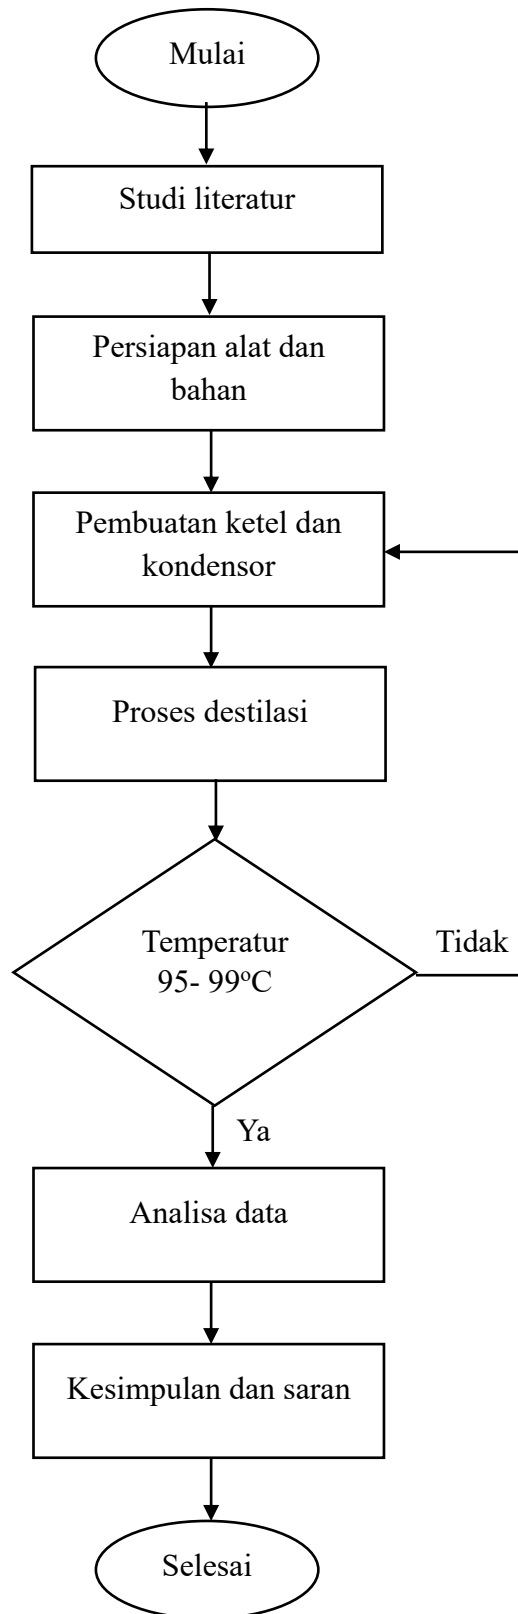 Mulai
Studi literatur
Persiapan alat dan
bahan
Pembuatan ketel dan
kondensor
Proses destilasi
Temperatur
95- 99°C
Tidak
Ya
Analisa data
Kesimpulan dan saran
Selesai